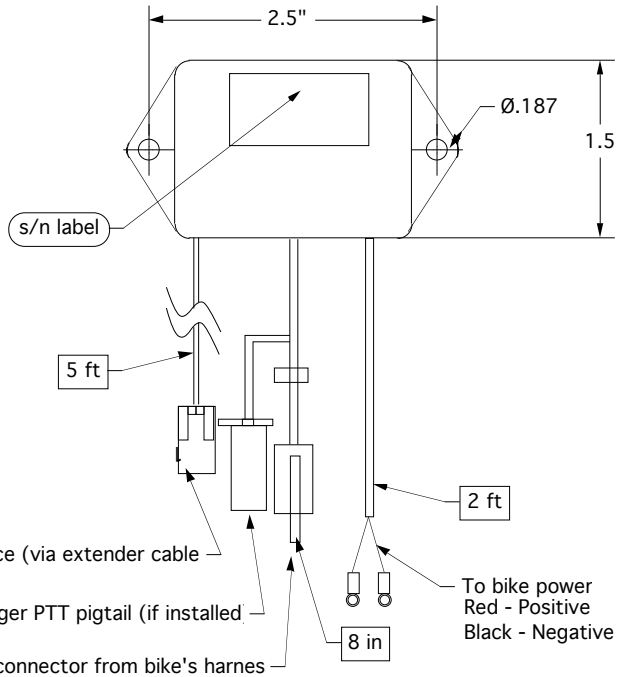 2.5"
Ø.187
1.5
s/n label
5 ft
2 ft
ce (via extender cable
ger PTT pigtail (if installed
connector from bike's harnes
8 in
To bike power
Red - Positive
Black - Negative